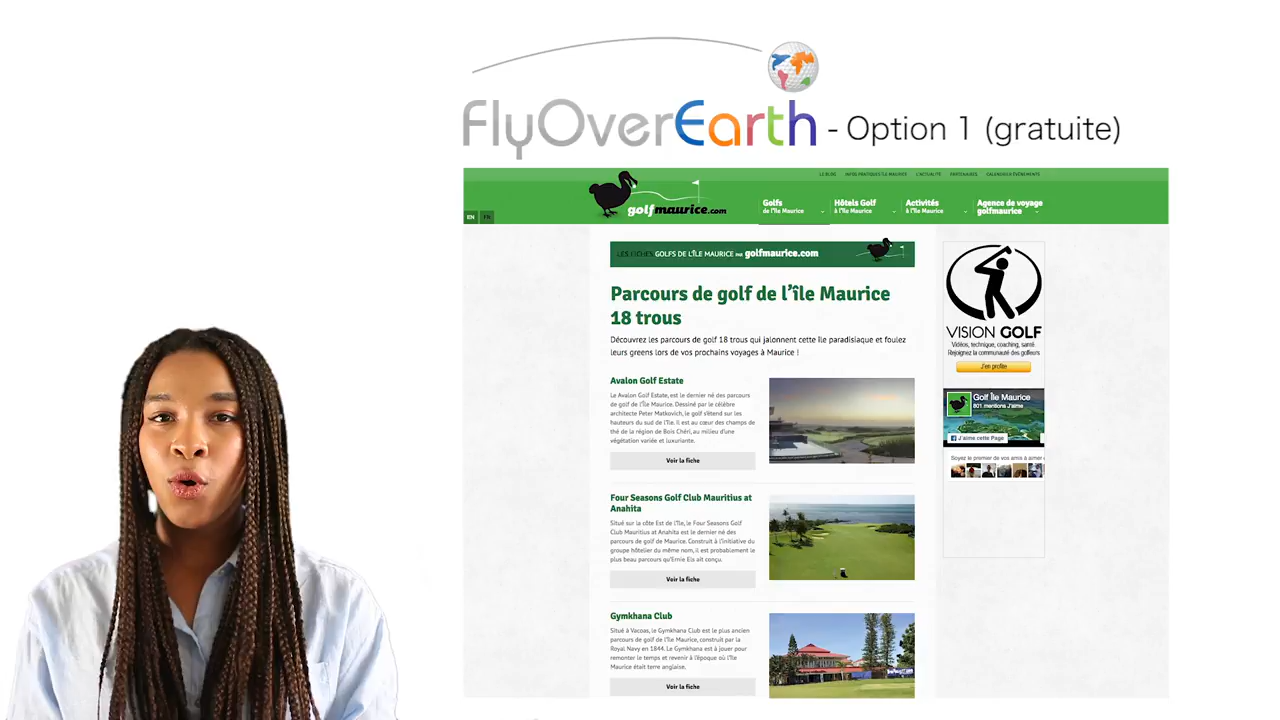 FlyOverEarth - Option 1 (gratuite)
LE BLOG INFOS PRATIQUES ÎLE MAURICE L'ACTUALITÉ PARTENAIRES CALENDRIER ÉVÉNEMENTS
golfmaurice.com
Golfs
de l'île Maurice
Hôtels Golf
à l'île Maurice
Activités
à l'île Maurice
Agence de voyage
golfmaurice
EN FR
LES FICHES GOLFS DE L'ÎLE MAURICE PAR golfmaurice.com
Parcours de golf de l'île Maurice
18 trous
Découvrez les parcours de golf 18 trous qui jalonnent cette île paradisiaque et foulez
leurs greens lors de vos prochains voyages à Maurice !
Avalon Golf Estate
Le Avalon Golf Estate, est le dernier né des parcours
de golf de l'île Maurice. Dessiné par le célèbre
architecte Peter Matkovich, le golf s'étend sur les
hauteurs du sud de l'île. Il est au cœur des champs de
thé de la région de Bois Chéri, au milieu d'une
végétation variée et luxuriante.
Voir la fiche
Four Seasons Golf Club Mauritius at
Anahita
Situé sur la côte Est de l'île, le Four Seasons Golf
Club Mauritius at Anahita est le dernier né des
parcours de golf de Maurice. Construit à l'initiative du
groupe hôtelier du même nom, il est probablement le
plus beau parcours qu'Ernie Els ait conçu.
Voir la fiche
Gymkhana Club
Situé à Vacoas, le Gymkhana Club est le plus ancien
parcours de golf de l'île Maurice, construit par la
Royal Navy en 1844. Le Gymkhana est à jouer pour
remonter le temps et revenir à l'époque où l'île
Maurice était terre anglaise.
Voir la fiche
VISION GOLF
Vidéos, technique, coaching, santé
Rejoignez la communauté des golfeurs
J'en profite
Golf Île Maurice
801 mentions J'aime
J'aime cette Page
Soyez le premier de vos amis à aimer